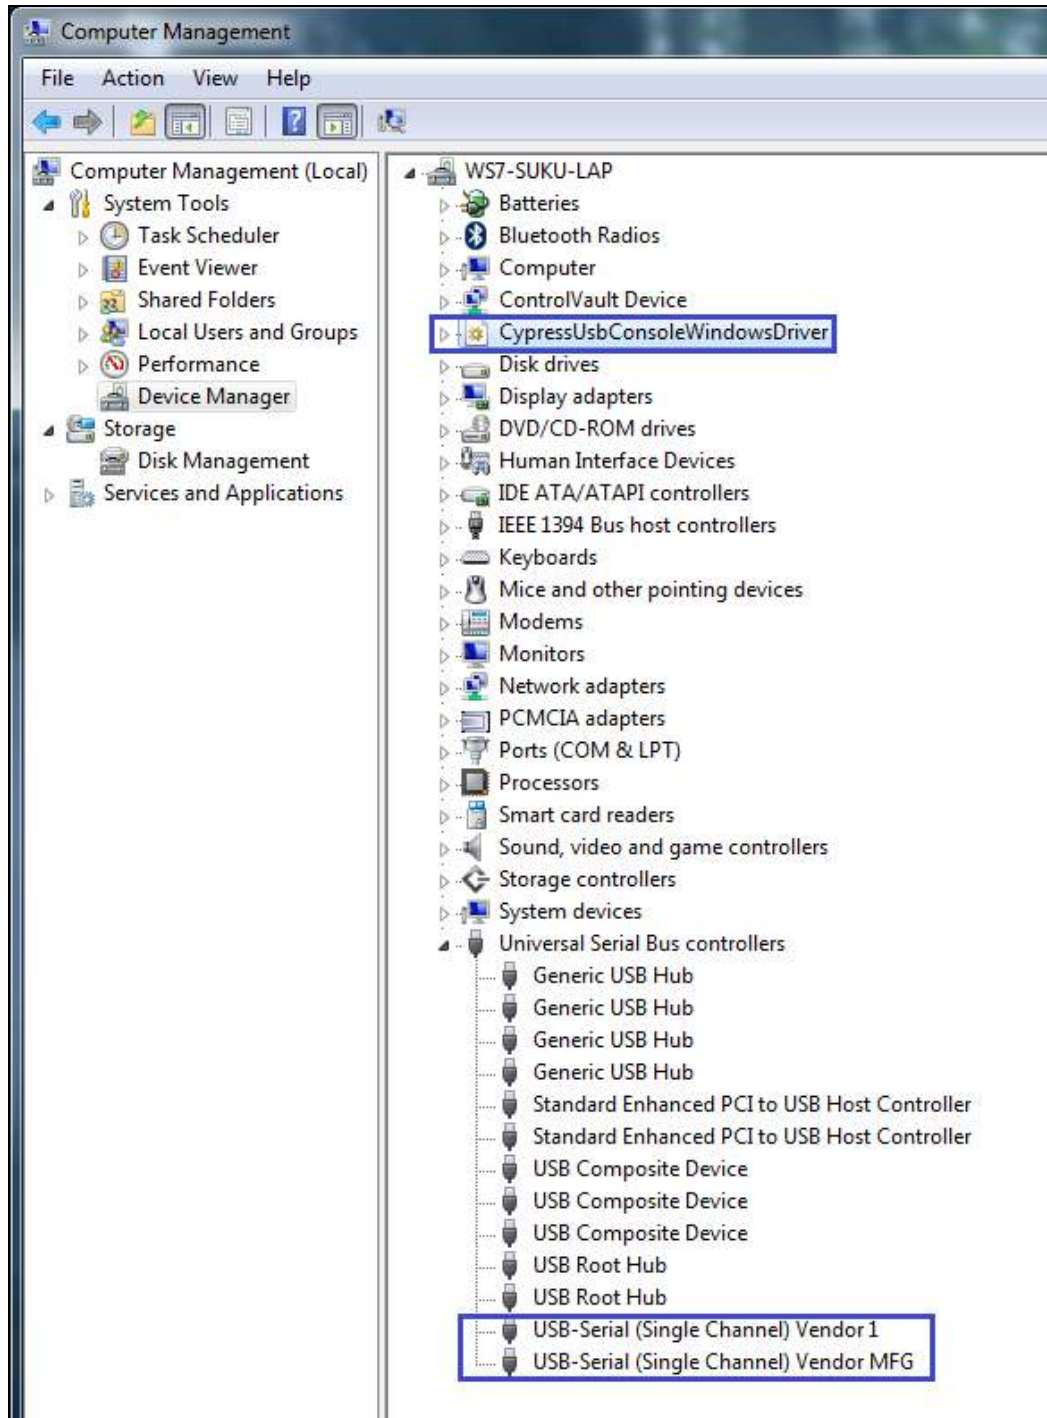 Computer Management
File Action View Help
Computer Management (Local)
System Tools
Task Scheduler
Event Viewer
Shared Folders
Local Users and Groups
Performance
Device Manager
Storage
Disk Management
Services and Applications
WS7-SUKU-LAP
Batteries
Bluetooth Radios
Computer
ControlVault Device
CypressUsbConsoleWindowsDriver
Disk drives
Display adapters
DVD/CD-ROM drives
Human Interface Devices
IDE ATA/ATAPI controllers
IEEE 1394 Bus host controllers
Keyboards
Mice and other pointing devices
Modems
Monitors
Network adapters
PCMCIA adapters
Ports (COM & LPT)
Processors
Smart card readers
Sound, video and game controllers
Storage controllers
System devices
Universal Serial Bus controllers
Generic USB Hub
Generic USB Hub
Generic USB Hub
Generic USB Hub
Standard Enhanced PCI to USB Host Controller
Standard Enhanced PCI to USB Host Controller
USB Composite Device
USB Composite Device
USB Composite Device
USB Root Hub
USB Root Hub
USB-Serial (Single Channel) Vendor 1
USB-Serial (Single Channel) Vendor MFG